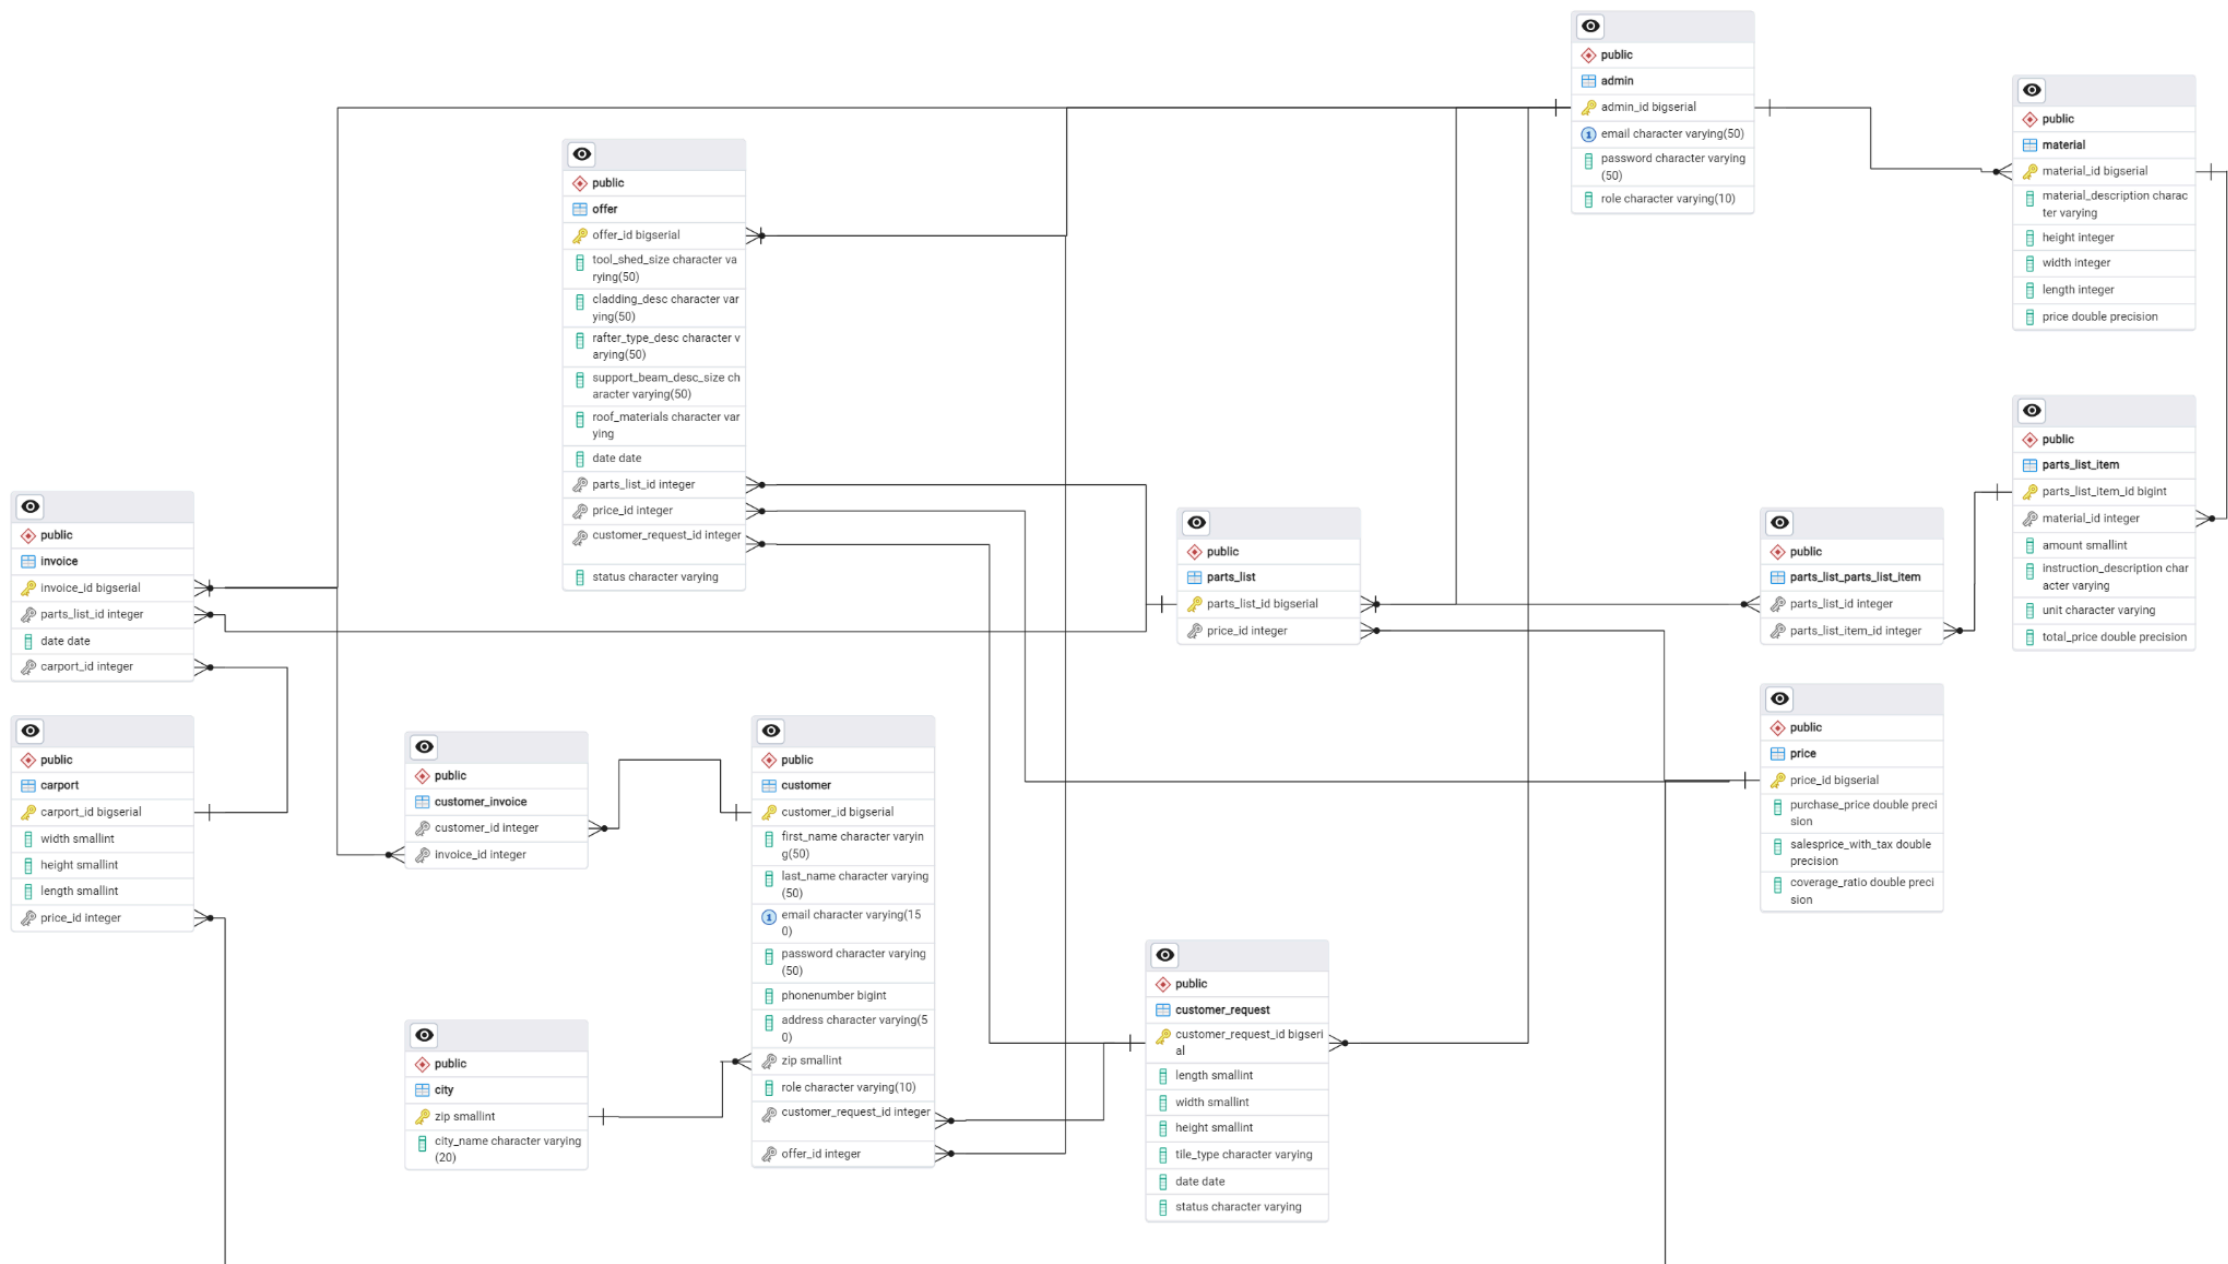 public
admin
admin_id bigserial
email character varying(50)
password character varying
(50)
role character varying(10)
public
material
material_id bigserial
material_description charac
ter varying
height integer
width integer
length integer
price double precision
public
offer
offer_id bigserial
tool_shed_size character va
rying(50)
cladding_desc character var
ying(50)
rafter_type_desc character v
arying(50)
support_beam_desc_size ch
aracter varying(50)
roof_materials character var
ying
date date
parts_list_id integer
price_id integer
customer_request_id integer
status character varying
public
parts_list_item
parts_list_item_id bigint
material_id integer
amount smallint
instruction_description char
acter varying
unit character varying
total_price double precision
public
invoice
invoice_id bigserial
parts_list_id integer
date date
carport_id integer
public
parts_list
parts_list_id bigserial
price_id integer
public
parts_list_parts_list_item
parts_list_id integer
parts_list_item_id integer
public
price
price_id bigserial
purchase_price double preci
sion
salesprice_with_tax double
precision
coverage_ratio double preci
sion
public
carport
carport_id bigserial
width smallint
height smallint
length smallint
price_id integer
public
customer_invoice
customer_id integer
invoice_id integer
public
customer
customer_id bigserial
first_name character varyin
g(50)
last_name character varying
(50)
1
email character varying(15
0)
password character varying
(50)
phonenumber bigint
address character varying(5
0)
zip smallint
role character varying(10)
customer_request_id integer
offer_id integer
public
city
zip smallint
city_name character varying
(20)
public
customer_request
customer_request_id bigseri
al
length smallint
width smallint
height smallint
tile_type character varying
date date
status character varying